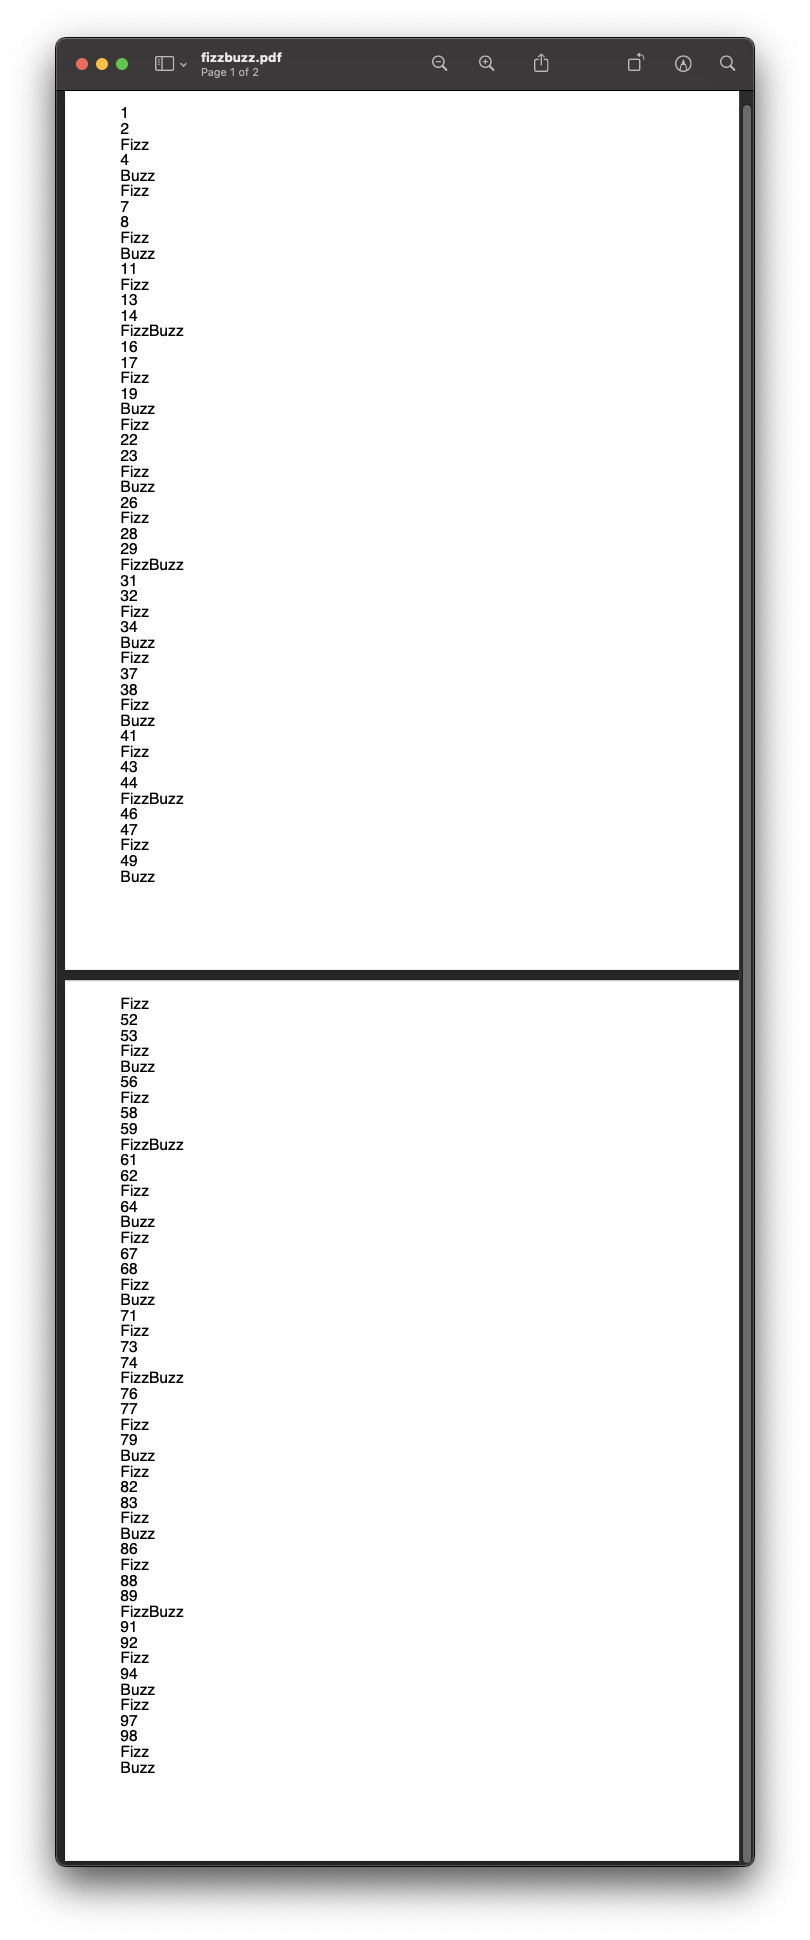 fizzbuzz.pdf
Page 1 of 2
1
2
Fizz
4
Buzz
Fizz
7
8
Fizz
Buzz
11
Fizz
13
14
FizzBuzz
16
17
Fizz
19
Buzz
Fizz
22
23
Fizz
Buzz
26
Fizz
28
29
FizzBuzz
31
32
Fizz
34
Buzz
Fizz
37
38
Fizz
Buzz
41
Fizz
43
44
FizzBuzz
46
47
Fizz
49
Buzz
Fizz
52
53
Fizz
Buzz
56
Fizz
58
59
FizzBuzz
61
62
Fizz
64
Buzz
Fizz
67
68
Fizz
Buzz
71
Fizz
73
74
FizzBuzz
76
77
Fizz
79
Buzz
Fizz
82
83
Fizz
Buzz
86
Fizz
88
89
FizzBuzz
91
92
Fizz
94
Buzz
Fizz
97
98
Fizz
Buzz